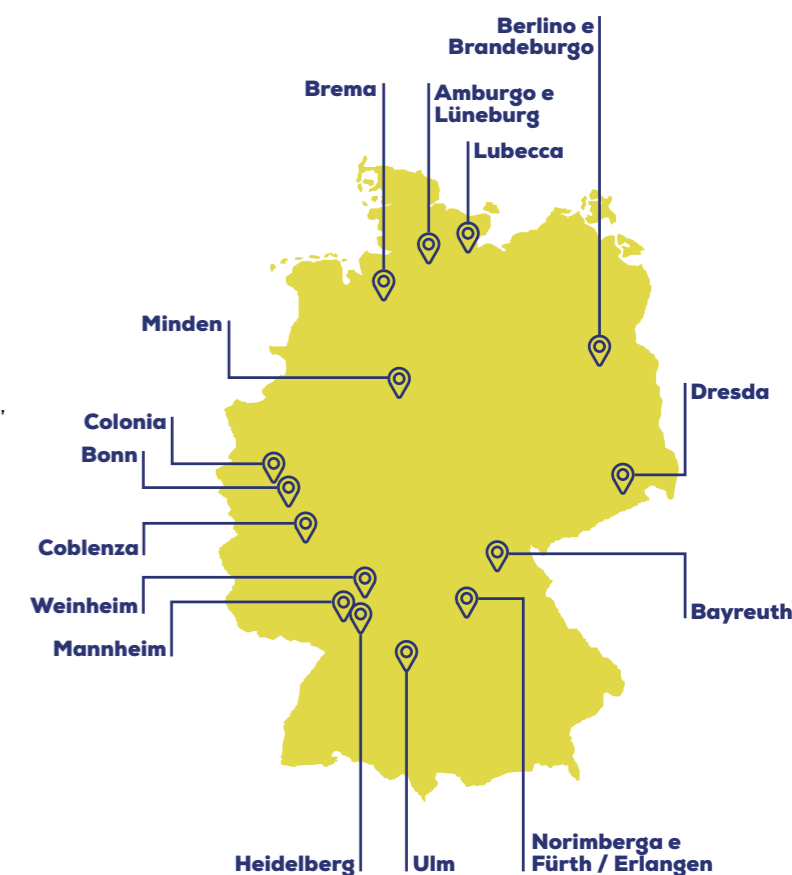 Berlino e
Brandeburgo
Brema
Amburgo e
Lüneburg
Lubecca
Minden
Dresda
,
Colonia
Bonn
Coblenza
Weinheim
Bayreuth
Mannheim
Norimberga e
Fürth / Erlangen
Heidelberg
Ulm